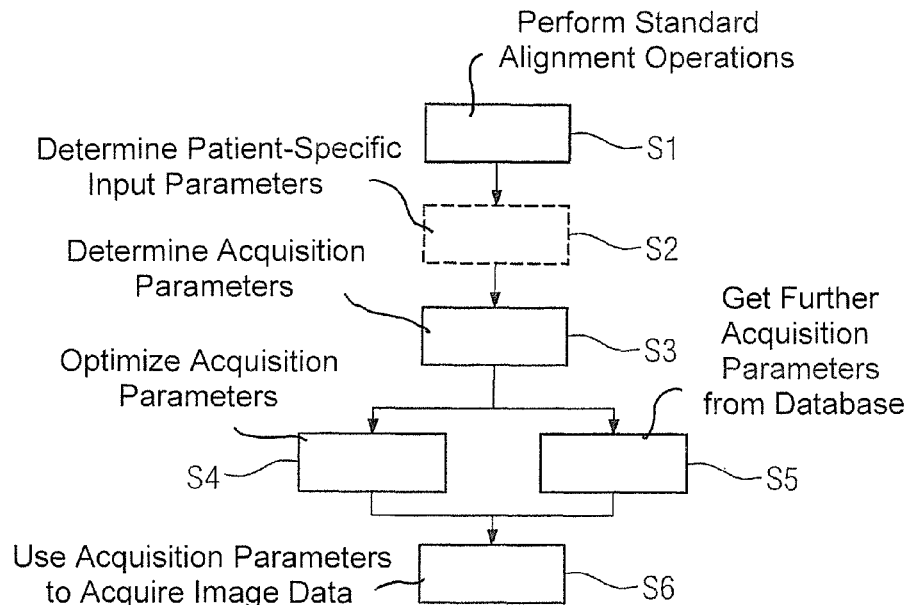 Perform Standard
Alignment Operations
S1
Determine Patient-Specific
Input Parameters
S2
Determine Acquisition
Parameters
S3
Get Further
Acquisition
Parameters
from Database
Optimize Acquisition
Parameters
S4
S5
Use Acquisition Parameters
to Acquire Image Data
S6